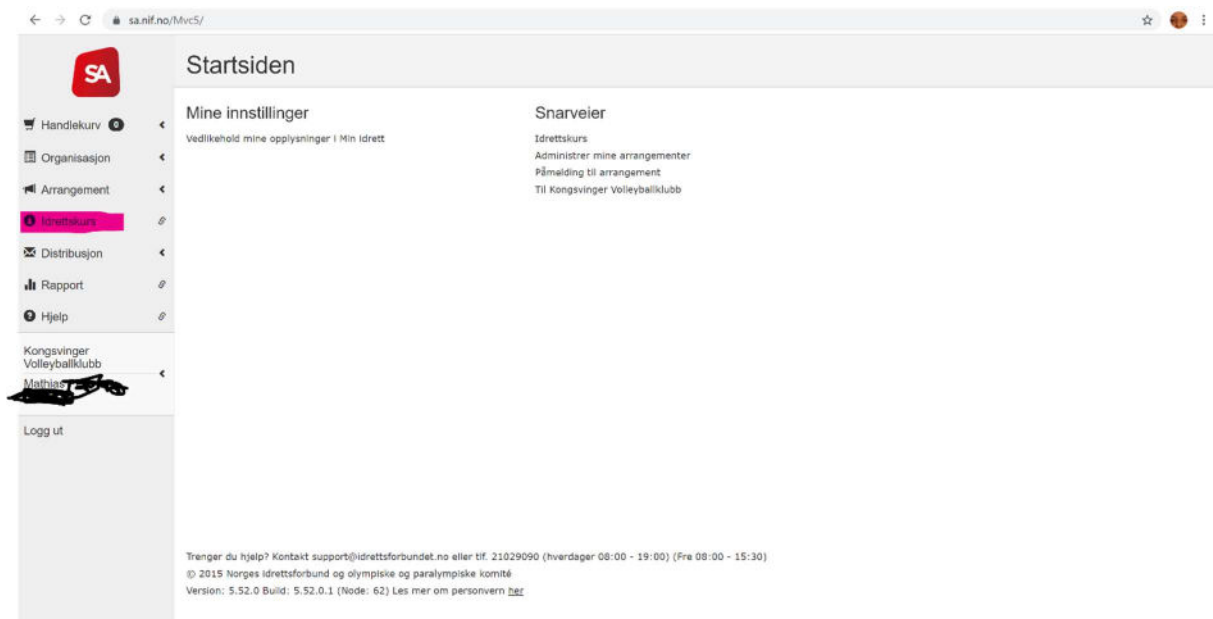 sa.nif.no/Mvc5/
SA
Startsiden
Handlekurv 0
Organisasjon
Arrangement
Idrettskurs
Distribusjon
Rapport
Hjelp
Kongsvinger
Volleyballklubb
Mathias
Logg ut
Mine innstillinger
Vedlikehold mine opplysninger i Min Idrett
Snarveier
Idrettskurs
Administrer mine arrangementer
Påmelding til arrangement
Til Kongsvinger Volleyballklubb
Trenger du hjelp? Kontakt support@idrettsforbundet.no eller tlf. 21029090 (hverdager 08:00 - 19:00) (Fre 08:00 - 15:30)
© 2015 Norges idrettsforbund og olympiske og paralympiske komité
Version: 5.52.0 Build: 5.52.0.1 (Node: 62) Les mer om personvern her